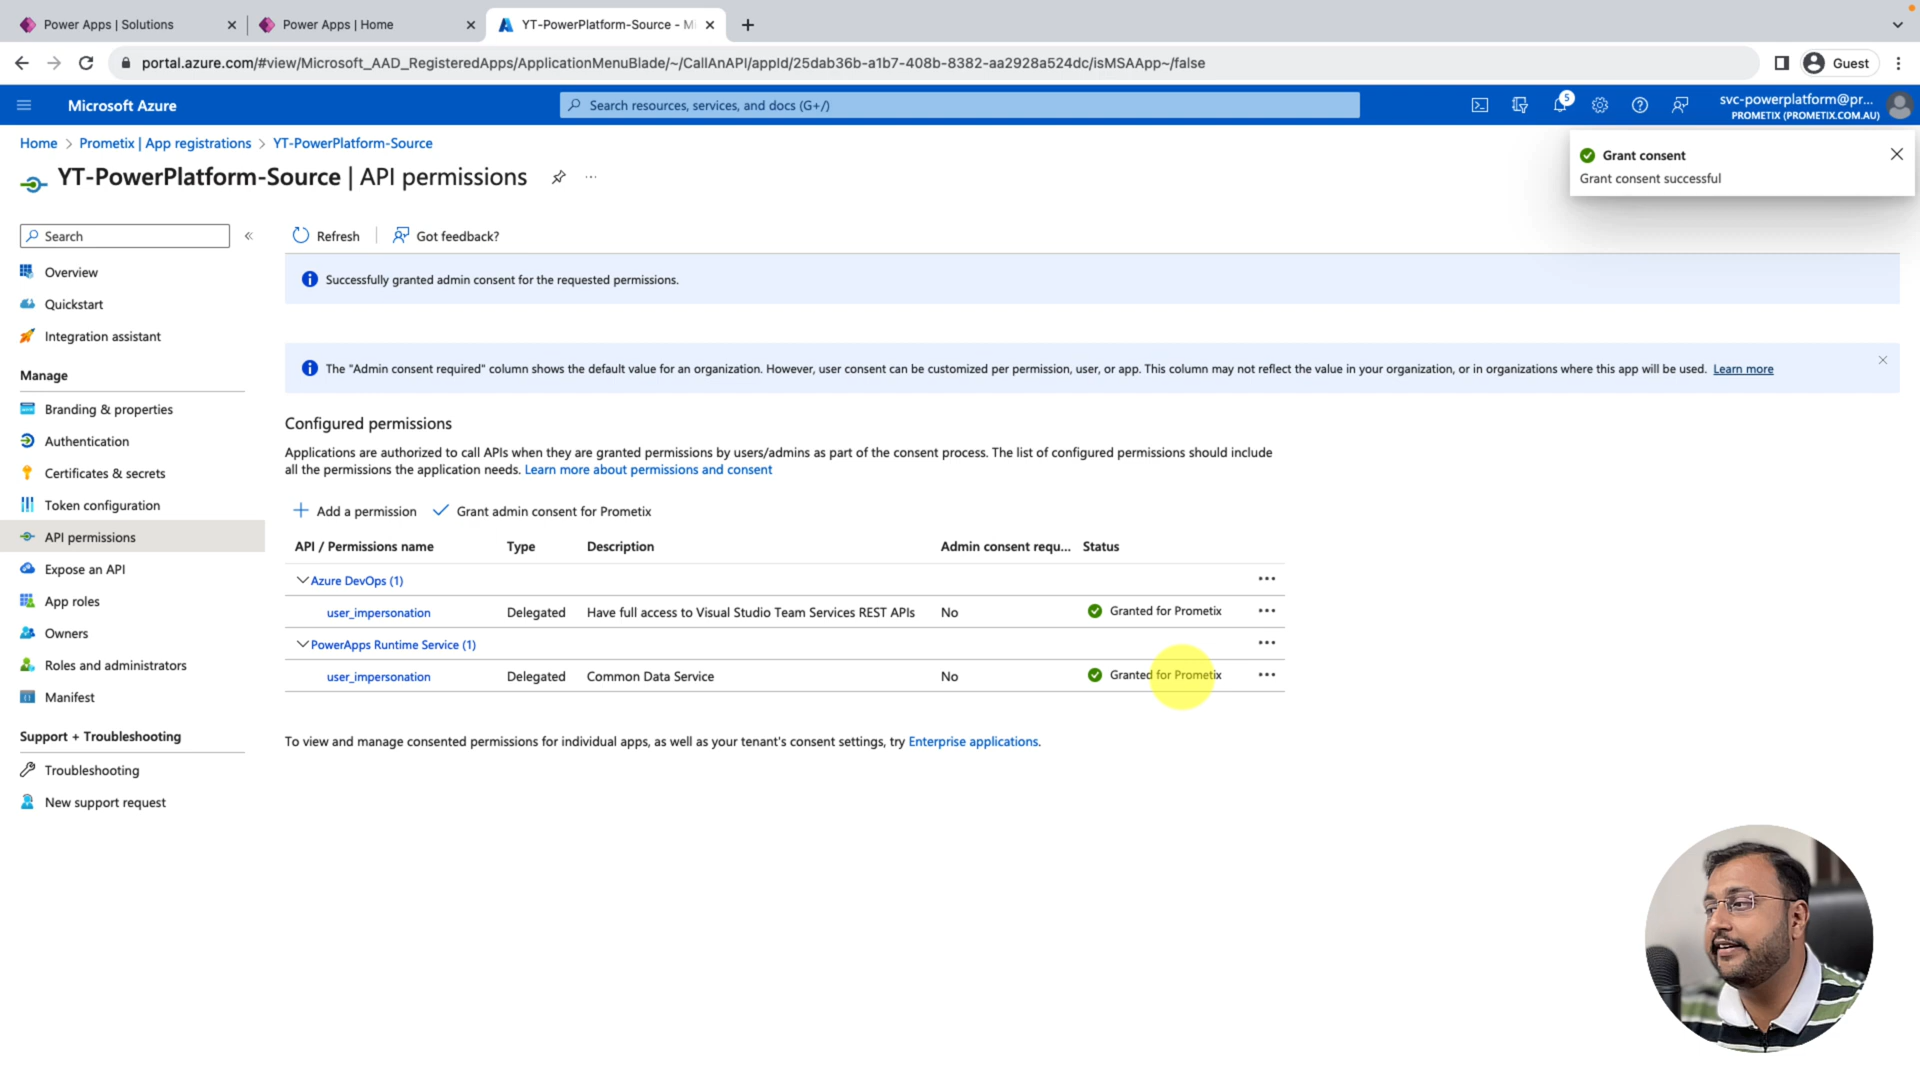 Power Apps | Solutions
Power Apps | Home
YT-PowerPlatform-Source - Mi
portal.azure.com/#view/Microsoft_AAD_RegisteredApps/ApplicationMenuBlade/~/CallAnAPI/appId/25dab36b-a1b7-408b-8382-aa2928a524dc/isMSAApp~/false
Guest
Microsoft Azure
Search resources, services, and docs (G+/)
5
svc-powerplatform@pr...
PROMETIX (PROMETIX.COM.AU)
Home > Prometix | App registrations > YT-PowerPlatform-Source
Grant consent
Grant consent successful
YT-PowerPlatform-Source | API permissions
Search
Refresh
Got feedback?
Overview
Quickstart
Integration assistant
Manage
Branding & properties
Authentication
Certificates & secrets
Token configuration
API permissions
Expose an API
App roles
Owners
Roles and administrators
Manifest
Support + Troubleshooting
Troubleshooting
New support request
Successfully granted admin consent for the requested permissions.
The "Admin consent required" column shows the default value for an organization. However, user consent can be customized per permission, user, or app. This column may not reflect the value in your organization, or in organizations where this app will be used. Learn more
Configured permissions
Applications are authorized to call APIs when they are granted permissions by users/admins as part of the consent process. The list of configured permissions should include
all the permissions the application needs. Learn more about permissions and consent
Add a permission
Grant admin consent for Prometix
API / Permissions name Type Description Admin consent requ... Status
Azure DevOps (1)
user_impersonation Delegated Have full access to Visual Studio Team Services REST APIs No Granted for Prometix
PowerApps Runtime Service (1)
user_impersonation Delegated Common Data Service No Granted for Prometix
To view and manage consented permissions for individual apps, as well as your tenant's consent settings, try Enterprise applications.